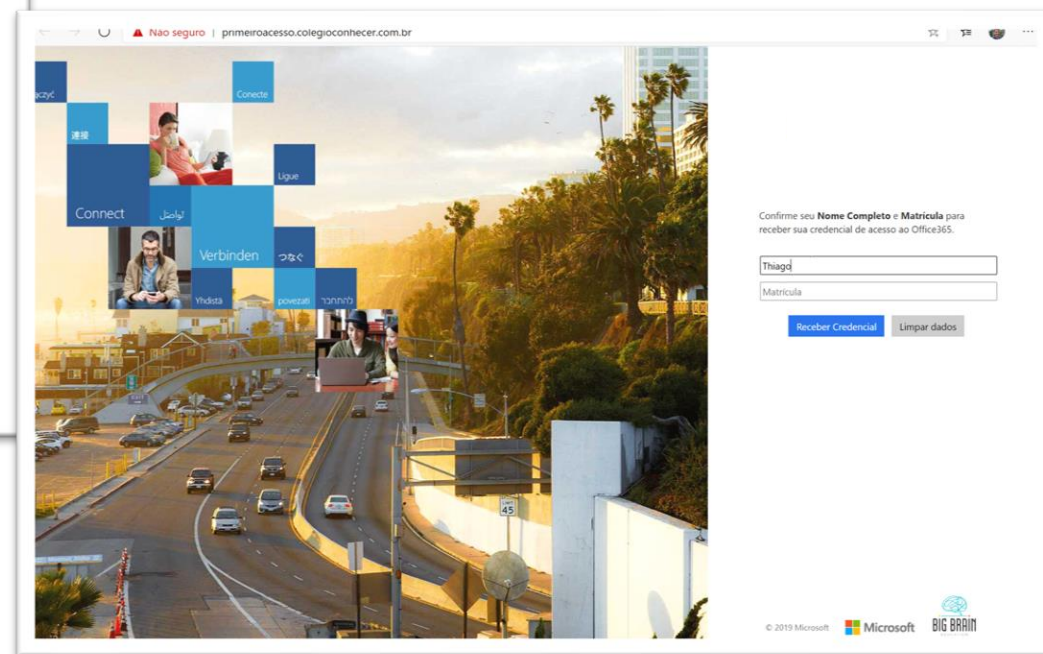 Não seguro | primeiroacesso.colegioconhecer.com.br
Conecte
連接
Ligue
Connect
تواصل
Verbinden
つなぐ
Yhdistä
povezati
להתחבר
LIMIT
45
Confirme seu Nome Completo e Matrícula para
receber sua credencial de acesso ao Office365.
Thiago
Matrícula
Receber Credencial Limpar dados
© 2019 Microsoft Microsoft BIG BRAIN